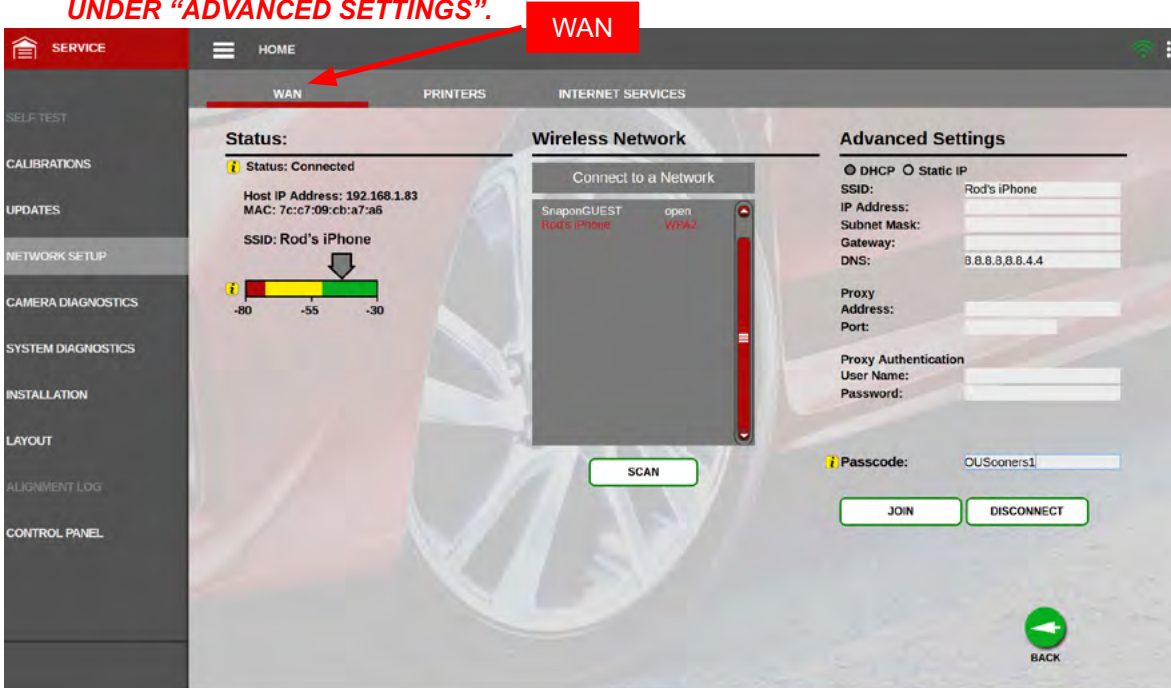 UNDER “ADVANCED SETTINGS”.
WAN
SERVICE
HOME
WAN PRINTERS INTERNET SERVICES
SELF TEST
CALIBRATIONS
UPDATES
NETWORK SETUP
CAMERA DIAGNOSTICS
SYSTEM DIAGNOSTICS
INSTALLATION
LAYOUT
ALIGNMENT LOG
CONTROL PANEL
Status:
i Status: Connected
Host IP Address: 192.168.1.83
MAC: 7c:c7:09:cb:a7:a6
SSID: Rod's iPhone
i
-80 -55 -30
Wireless Network
Connect to a Network
SnaponGUEST open
Rod's iPhone WPA2
SCAN
Advanced Settings
DHCP Static IP
SSID: Rod's iPhone
IP Address:
Subnet Mask:
Gateway:
DNS: 8.8.8.8,8.8.4.4
Proxy
Address:
Port:
Proxy Authentication
User Name:
Password:
i Passcode: OUSooners1
JOIN DISCONNECT
BACK